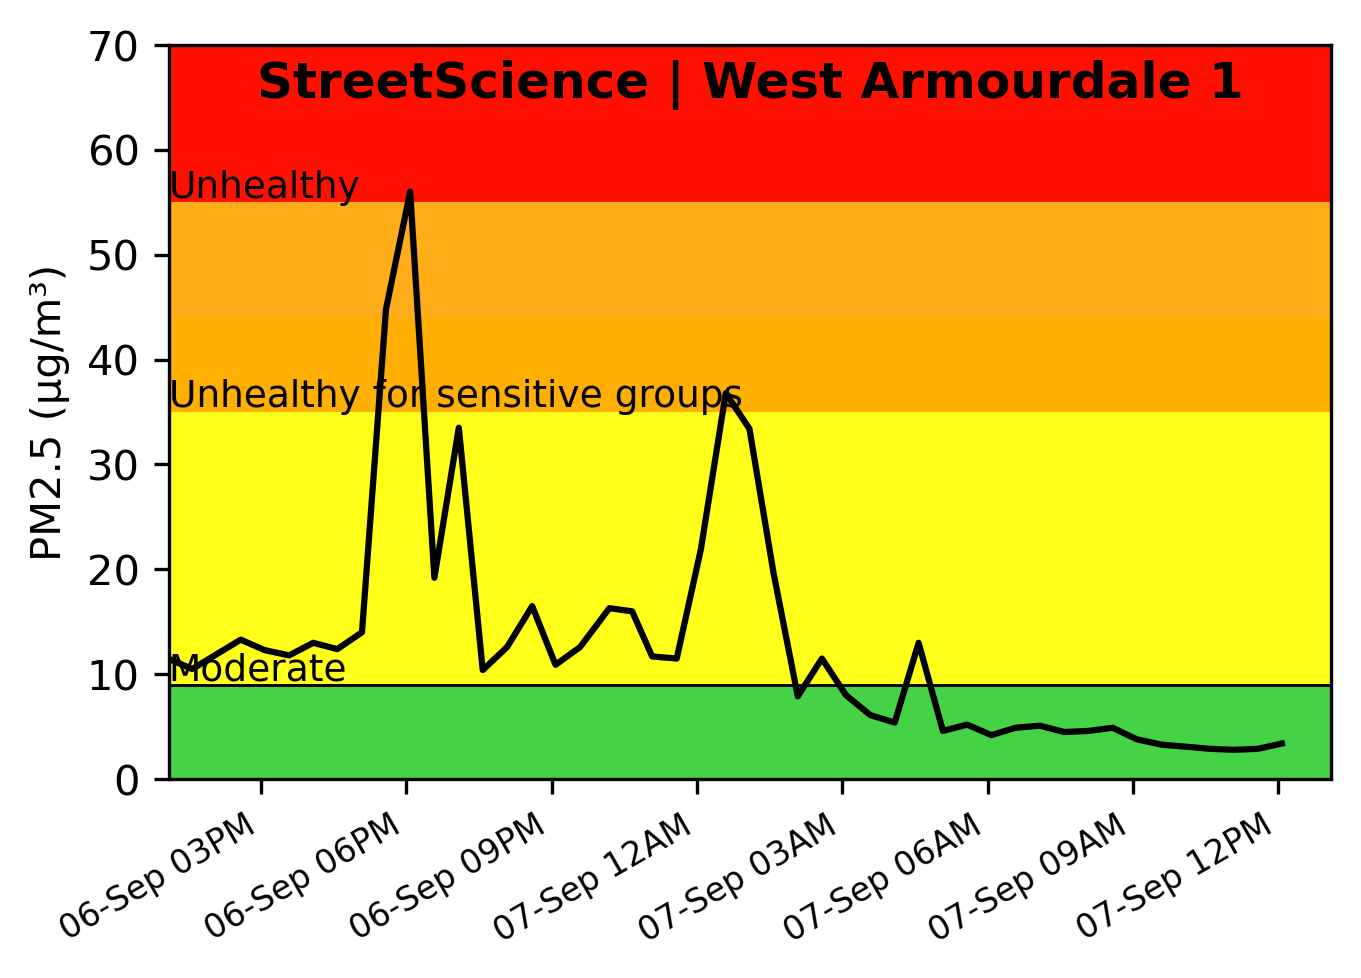 StreetScience | West Armourdale 1
PM2.5 (µg/m³)
70
60
50
40
30
20
10
0
Unhealthy
Unhealthy for sensitive groups
Moderate
06-Sep 03PM
06-Sep 06PM
06-Sep 09PM
07-Sep 12AM
07-Sep 03AM
07-Sep 06AM
07-Sep 09AM
07-Sep 12PM